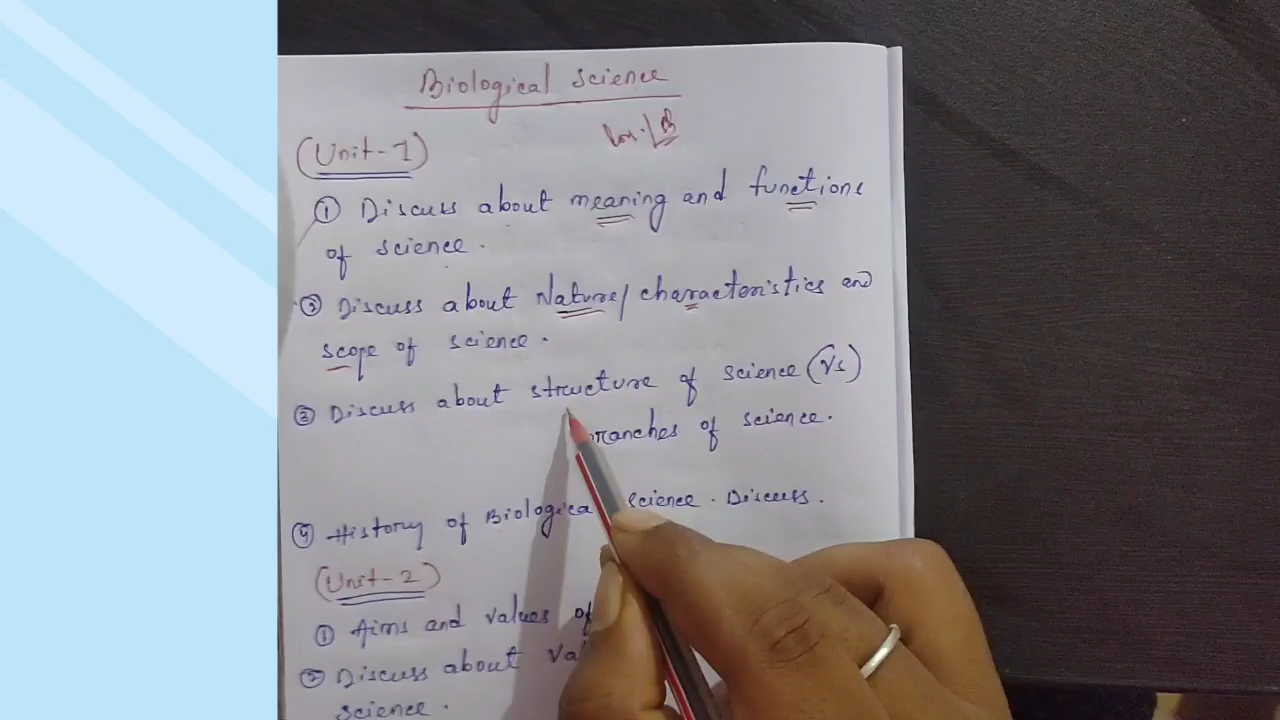 Biological Science
(Unit-1)
① Discuss about meaning and functions
of science.
② Discuss about Nature/characteristics and
scope of science.
③ Discuss about structure of science (Vs)
branches of science.
④ History of Biological science. Discuss.
(Unit-2)
① Aims and values of
② Discuss about
science.